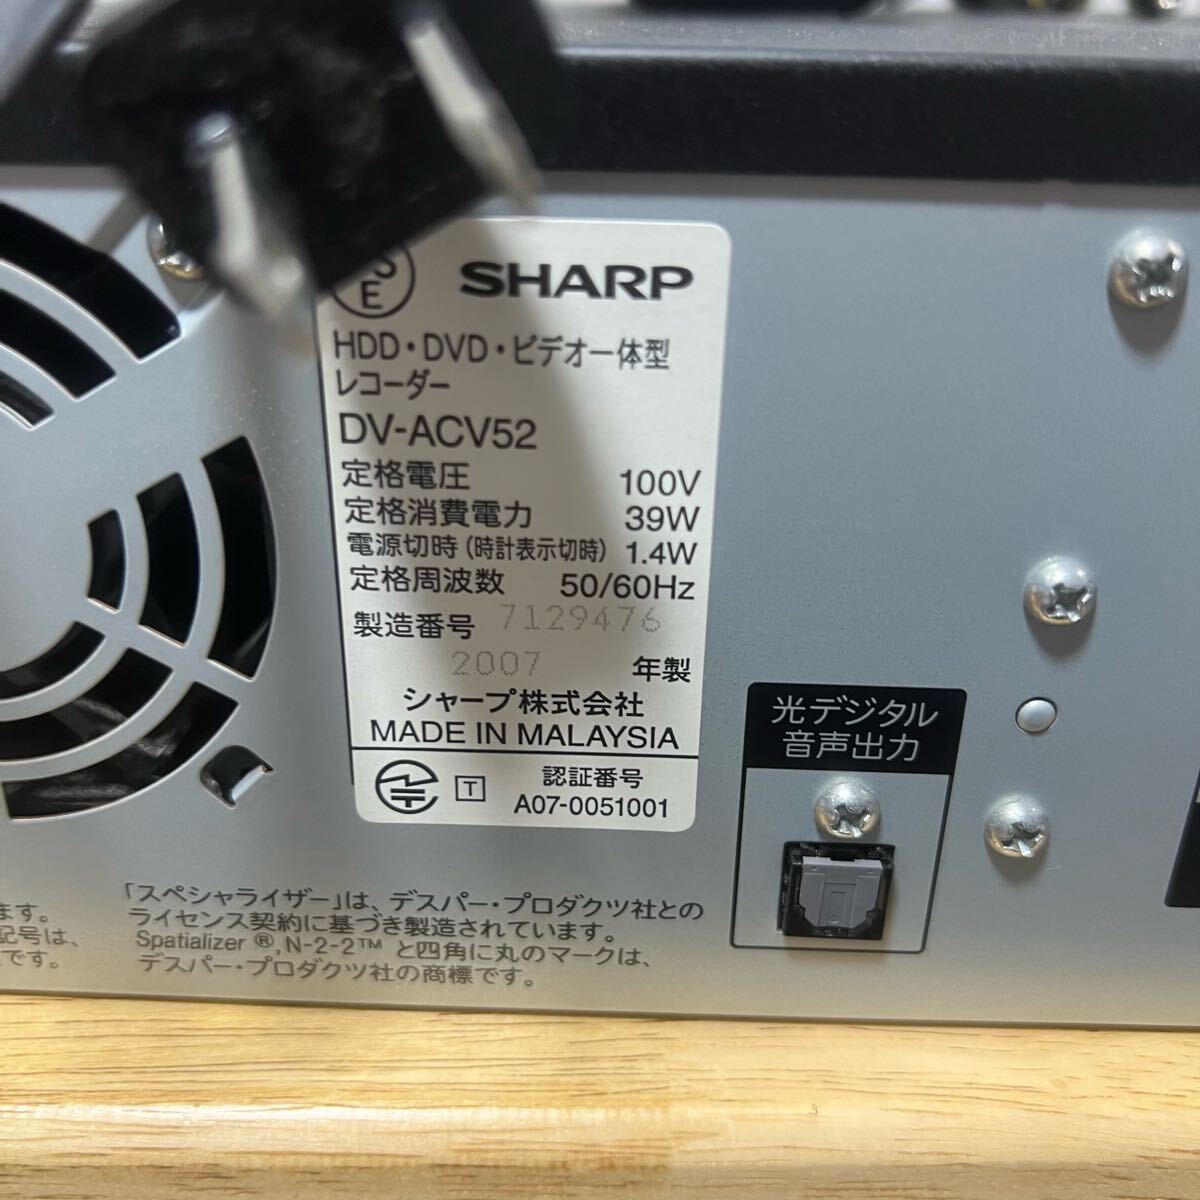 S
E
SHARP
HDD・DVD・ビデオ一体型
レコーダー
DV-ACV52
定格電圧 100V
定格消費電力 39W
電源切時(時計表示切時) 1.4W
定格周波数 50/60Hz
製造番号 7129476
2007 年製
シャープ株式会社
MADE IN MALAYSIA
T 認証番号
A07-0051001
光デジタル
音声出力
「スペシャライザー」は、デスパー・プロダクツ社との
ライセンス契約に基づき製造されています。
Spatializer ®, N-2-2™ と四角に丸のマークは、
デスパー・プロダクツ社の商標です。
ます。
記号は、
です。